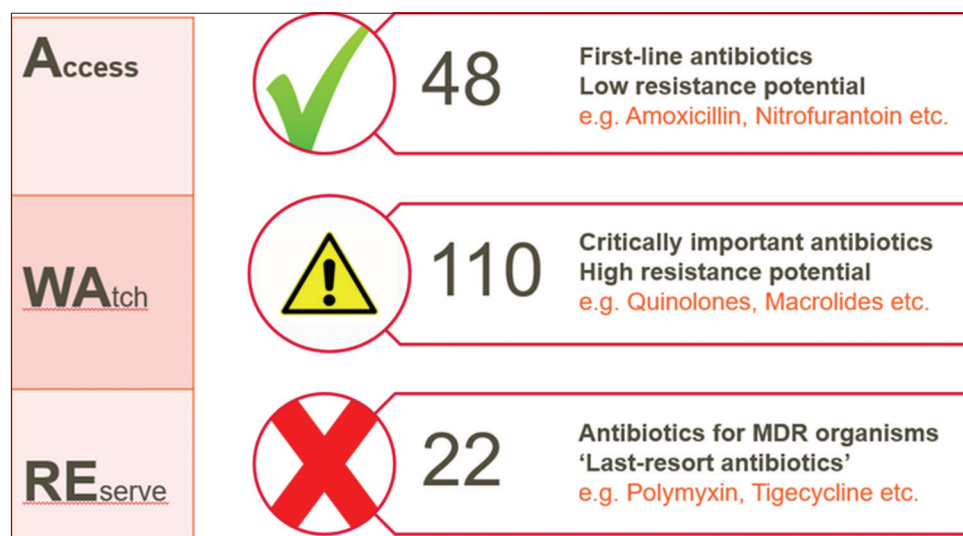 Access
48
First-line antibiotics
Low resistance potential
e.g. Amoxicillin, Nitrofurantoin etc.
WAtch
110
Critically important antibiotics
High resistance potential
e.g. Quinolones, Macrolides etc.
REserve
22
Antibiotics for MDR organisms
‘Last-resort antibiotics’
e.g. Polymyxin, Tigecycline etc.